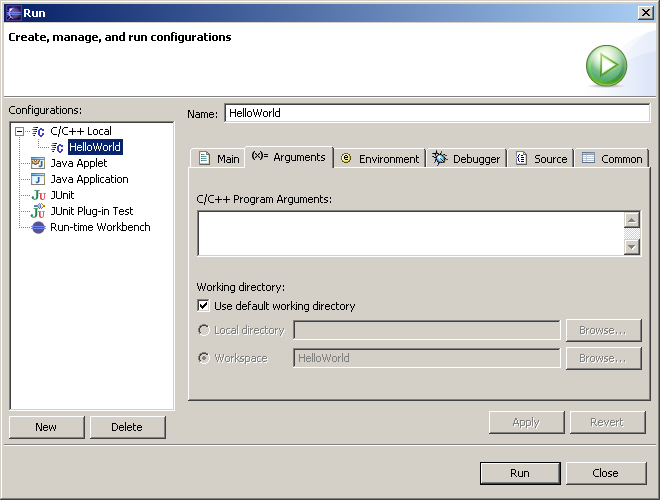 Run
Create, manage, and run configurations
Configurations:
C/C++ Local
HelloWorld
Java Applet
Java Application
JUnit
JUnit Plug-in Test
Run-time Workbench
New
Delete
Name: HelloWorld
Main
(x)= Arguments
Environment
Debugger
Source
Common
C/C++ Program Arguments:
Working directory:
Use default working directory
Local directory
Browse...
Workspace
HelloWorld
Browse...
Apply
Revert
Run
Close